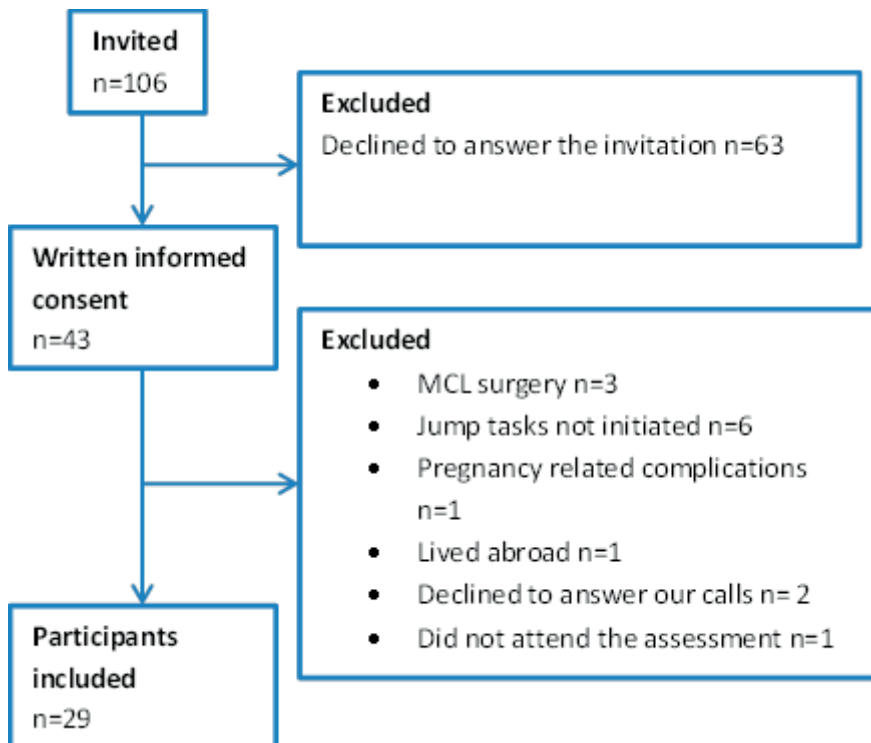 Invited
n=106
Excluded
Declined to answer the invitation n=63
Written informed
consent
n=43
Excluded
• MCL surgery n=3
• Jump tasks not initiated n=6
• Pregnancy related complications
n=1
• Lived abroad n=1
• Declined to answer our calls n= 2
• Did not attend the assessment n=1
Participants
included
n=29